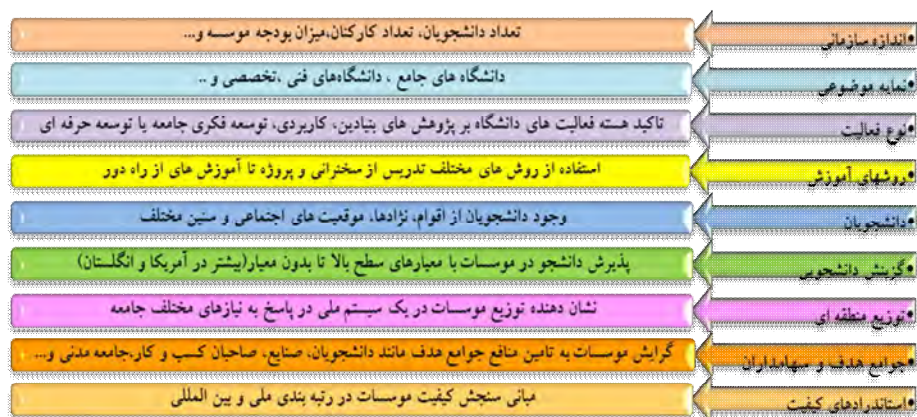 •اندازه سازمانی
تعداد دانشجویان، تعداد کارکنان،میزان بودجه موسسه و...
•نمایه موضوعی
دانشگاه های جامع ، دانشگاه‌های فنی ،تخصصی و ..
•نوع فعالیت
تاکید هسته فعالیت های دانشگاه بر پژوهش های بنیادین، کاربردی، توسعه فکری جامعه یا توسعه حرفه ای
•روشهای آموزش
استفاده از روش های مختلف تدریس از سخنرانی و پروژه تا آموزش های از راه دور
•دانشجویان
وجود دانشجویان از اقوام، نژادها، موقعیت های اجتماعی و سنین مختلف
•گزینش دانشجویی
پذیرش دانشجو در موسسات با معیارهای سطح بالا تا بدون معیار(بیشتر در آمریکا و انگلستان)
•توزیع منطقه ای
نشان دهنده توزیع موسسات در یک سیستم ملی در پاسخ به نیازهای مختلف جامعه
•جوامع هدف و سهامداران
گرایش موسسات به تامین منافع جوامع هدف مانند دانشجویان، صنایع، صاحبان کسب و کار،جامعه مدنی و...
•استانداردهای کیفیت
مبانی سنجش کیفیت موسسات در رتبه بندی ملی و بین المللی